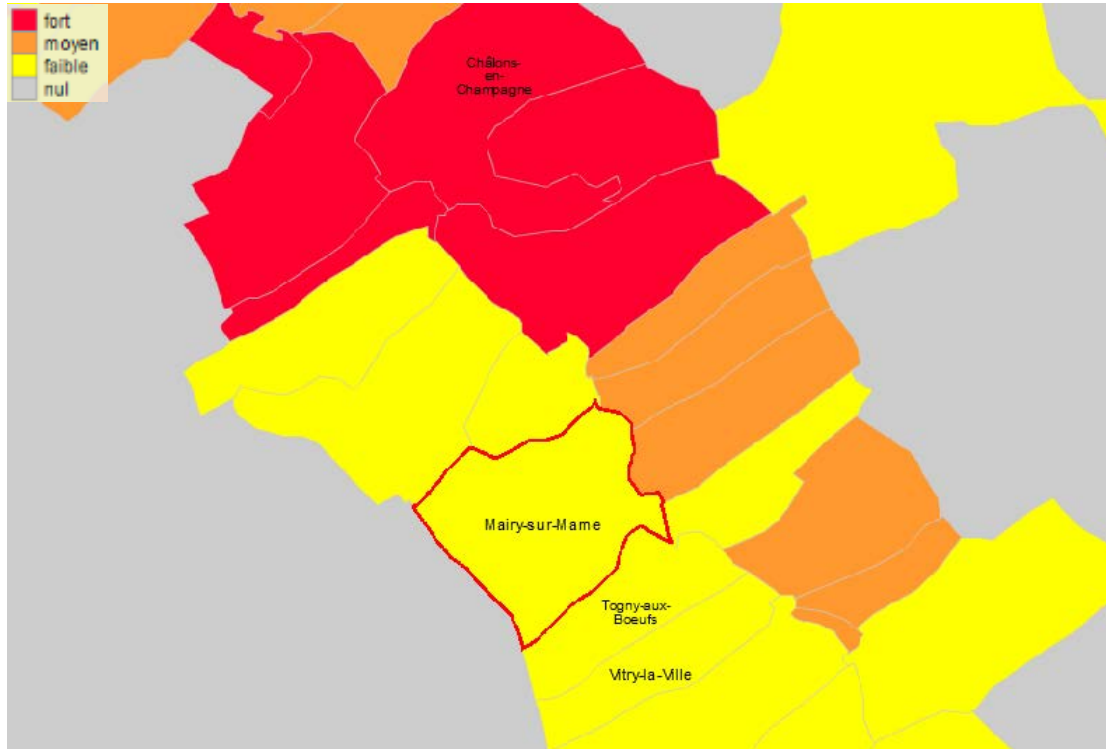 fort
moyen
faible
nul
Châlons-
en-
Champagne
Mairy-sur-Marne
Togny-aux-
Boeufs
Vitry-la-Ville